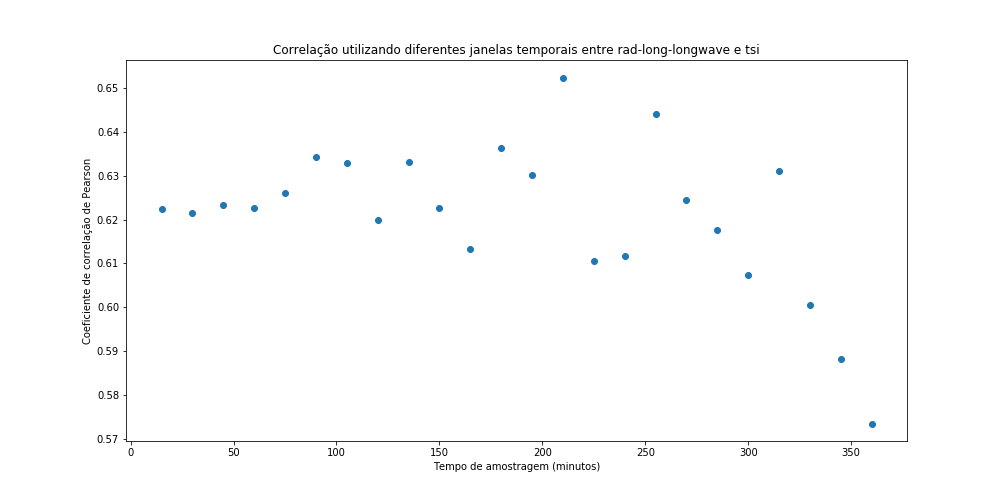 Correlação utilizando diferentes janelas temporais entre rad-long-longwave e tsi
Coeficiente de correlação de Pearson
0.65
0.64
0.63
0.62
0.61
0.60
0.59
0.58
0.57
0 50 100 150 200 250 300 350
Tempo de amostragem (minutos)